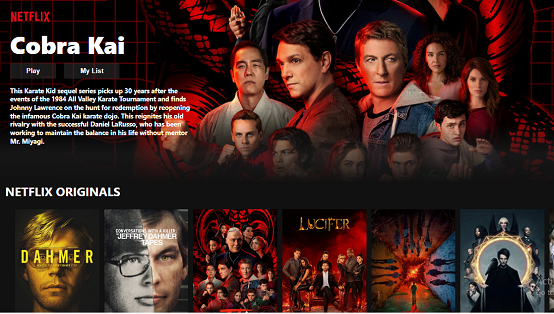 NETFLIX
Cobra Kai
Play My List
This Karate Kid sequel series picks up 30 years after the
events of the 1984 All Valley Karate Tournament and finds
Johnny Lawrence on the hunt for redemption by reopening
the infamous Cobra Kai karate dojo. This reignites his old
rivalry with the successful Daniel LaRusso, who has been
working to maintain the balance in his life without mentor
Mr. Miyagi.
NETFLIX ORIGINALS
DAHMER
CONVERSATIONS WITH A KILLER
THE JEFFREY DAHMER
TAPES
LUCIFER